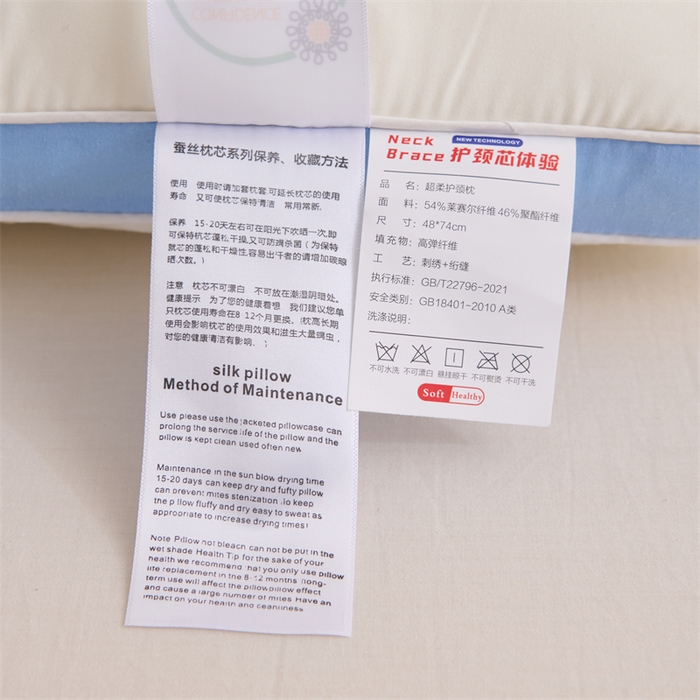 CONFIDENCE
蚕丝枕芯系列保养、收藏方法
使用 使用时请加套枕套,可延长枕芯的使用
寿命 又可使枕芯保特清洁 常用常新.
保养 15-20天左右可在阳光下吹晒一次,即
可保特杭芯蓬松干操,又可防螨杀菌(为保特
就芯的蓬松和干燥性,容易出汗者的请增加碳晾
晒次数。)
注意 枕芯不可漂白 不可放在潮湿阴暗处。
健康提示 为了您的健康着想 我们建议您单
只枕芯使用寿命在8-12个月更换。(枕高长期
使用会影响枕芯的使用效果和滋生大量螨虫,
对您的健康清洁有影响。)
silk pillow
Method of Maintenance
Use please use the jacketed pillowcase can
prolong the service life of the pillow and the
pillow is kept clean used often new
Maintenance in the sun blow drying time
15-20 days can keep dry and fufty pillow
can prevent mites stenization .To keep
the pillow fluffy and dry easy to sweat as
appropriate to increase drying times)
Note Pillow not bleach can not be put in the
wet shade Health Tip for the sake of your
health we recommend that you only use pillow
life replacement in the 8-12 months (long-
term use will affect the pillow pillow effect
and cause a large number of mites Have an
impact on your health and cleanliness
Neck
NEW TECHNOLOGY
Brace 护颈芯体验
品 名: 超柔护颈枕
面 料: 54%莱赛尔纤维 46%聚酯纤维
尺 寸: 48*74cm
填充物: 高弹纤维
工 艺: 刺绣+绗缝
执行标准: GB/T22796-2021
安全类别: GB18401-2010 A类
洗涤说明:
不可水洗 不可漂白 悬挂晾干 不可熨烫 不可干洗
Soft Healthy